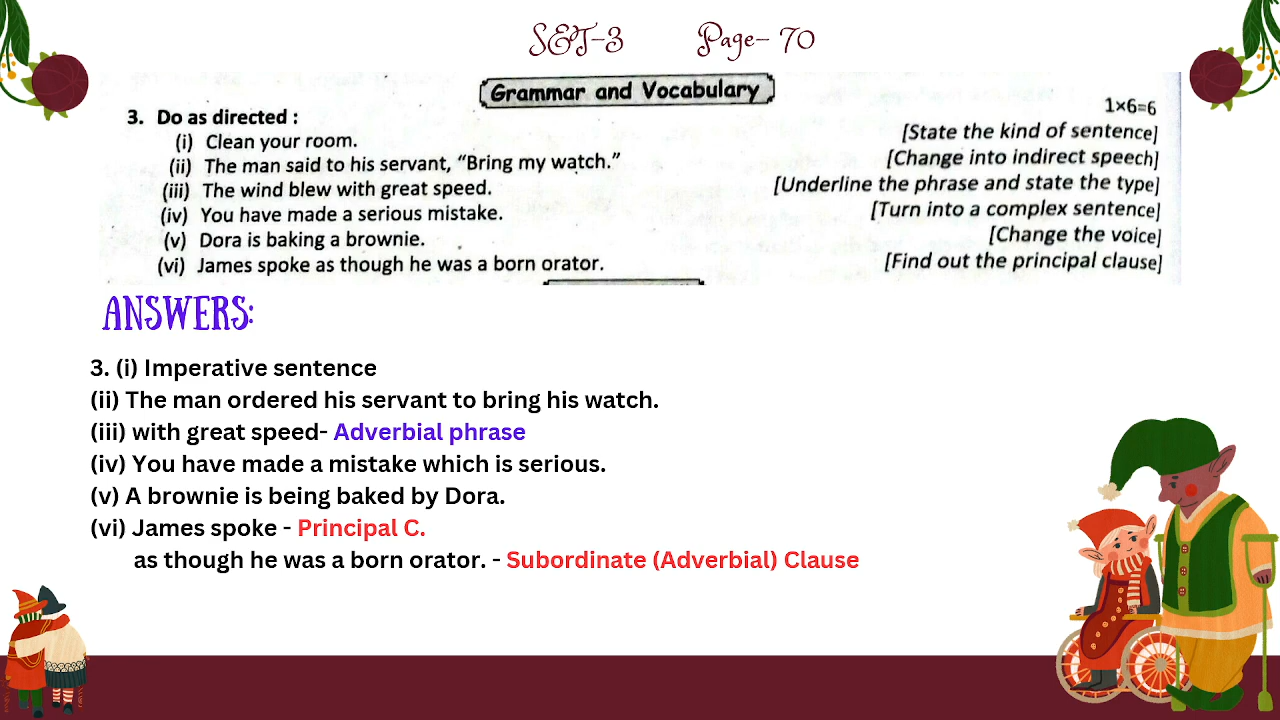 SET-3 Page- 70
Grammar and Vocabulary
3. Do as directed : 1×6=6
(i) Clean your room. [State the kind of sentence]
(ii) The man said to his servant, “Bring my watch.” [Change into indirect speech]
(iii) The wind blew with great speed. [Underline the phrase and state the type]
(iv) You have made a serious mistake. [Turn into a complex sentence]
(v) Dora is baking a brownie. [Change the voice]
(vi) James spoke as though he was a born orator. [Find out the principal clause]
ANSWERS:
3. (i) Imperative sentence
(ii) The man ordered his servant to bring his watch.
(iii) with great speed- Adverbial phrase
(iv) You have made a mistake which is serious.
(v) A brownie is being baked by Dora.
(vi) James spoke - Principal C.
as though he was a born orator. - Subordinate (Adverbial) Clause